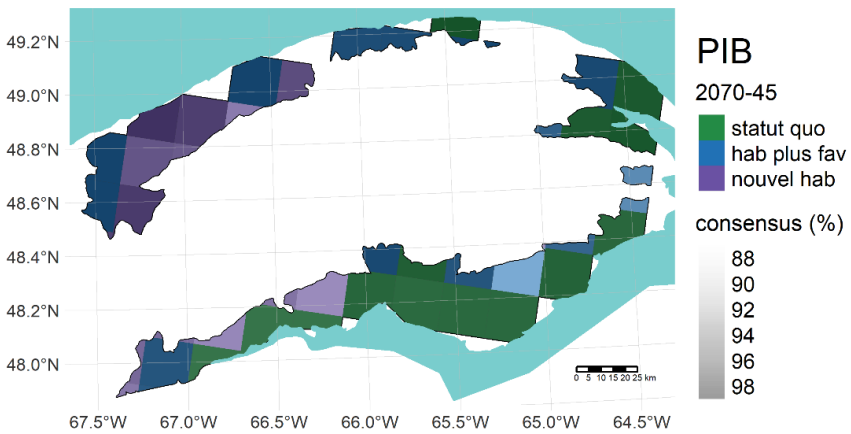 49.2°N
49.0°N
48.8°N
48.6°N
48.4°N
48.2°N
48.0°N
67.5°W 67.0°W 66.5°W 66.0°W 65.5°W 65.0°W 64.5°W
0 5 10 15 20 25 km
PIB
2070-45
statut quo
hab plus fav
nouvel hab
consensus (%)
88
90
92
94
96
98